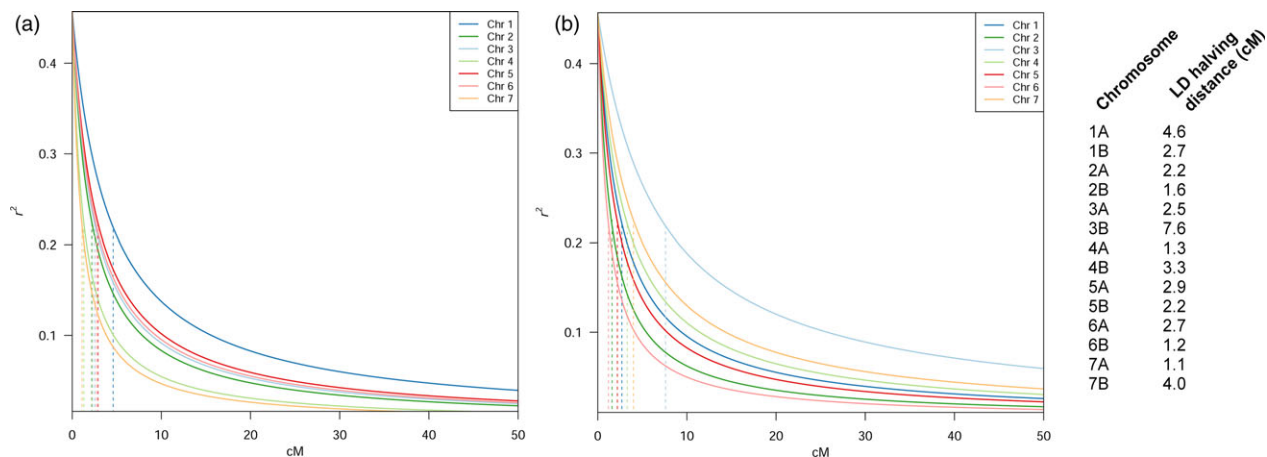 (a)
Chr 1
Chr 2
Chr 3
Chr 4
Chr 5
Chr 6
Chr 7
0.4
0.3
0.2
0.1
r²
0 10 20 30 40 50
cM
(b)
Chr 1
Chr 2
Chr 3
Chr 4
Chr 5
Chr 6
Chr 7
0.4
0.3
0.2
0.1
r²
0 10 20 30 40 50
cM
Chromosome
LD halving
distance (cM)
1A 4.6
1B 2.7
2A 2.2
2B 1.6
3A 2.5
3B 7.6
4A 1.3
4B 3.3
5A 2.9
5B 2.2
6A 2.7
6B 1.2
7A 1.1
7B 4.0